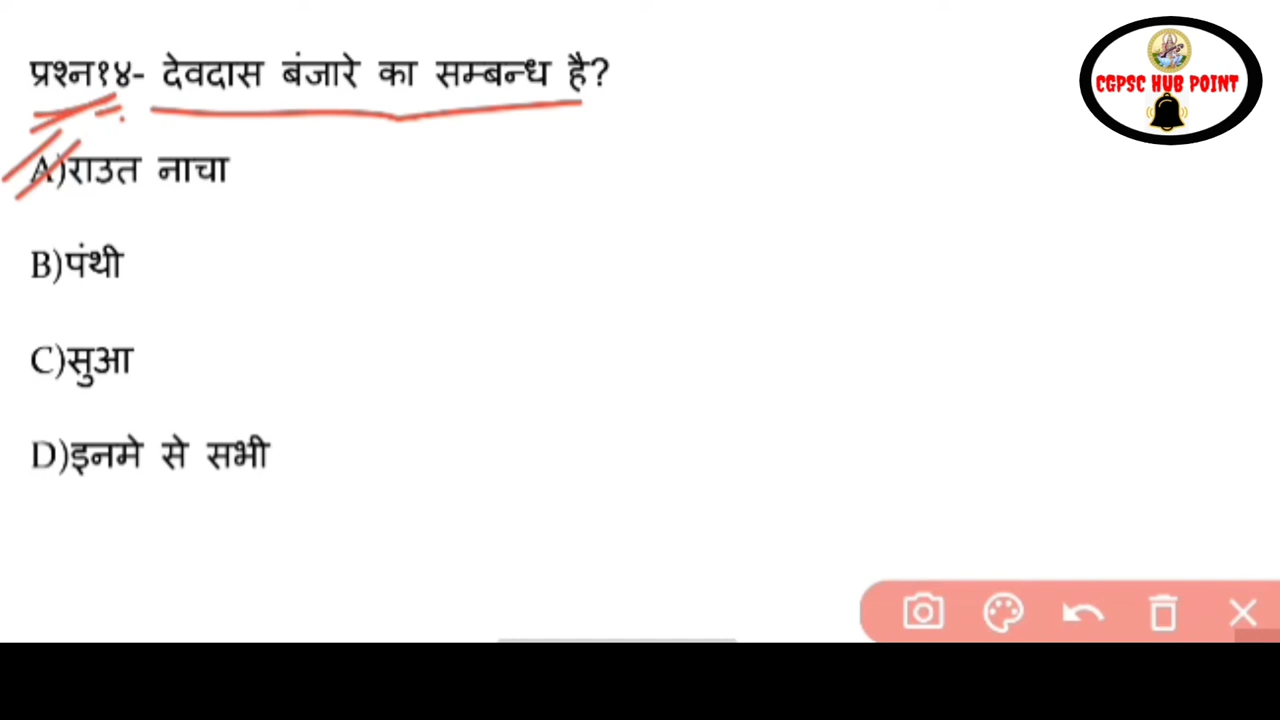 प्रश्न१४- देवदास बंजारे का सम्बन्ध है?
CGPSC HUB POINT
A)राउत नाचा
B)पंथी
C)सुआ
D)इनमे से सभी